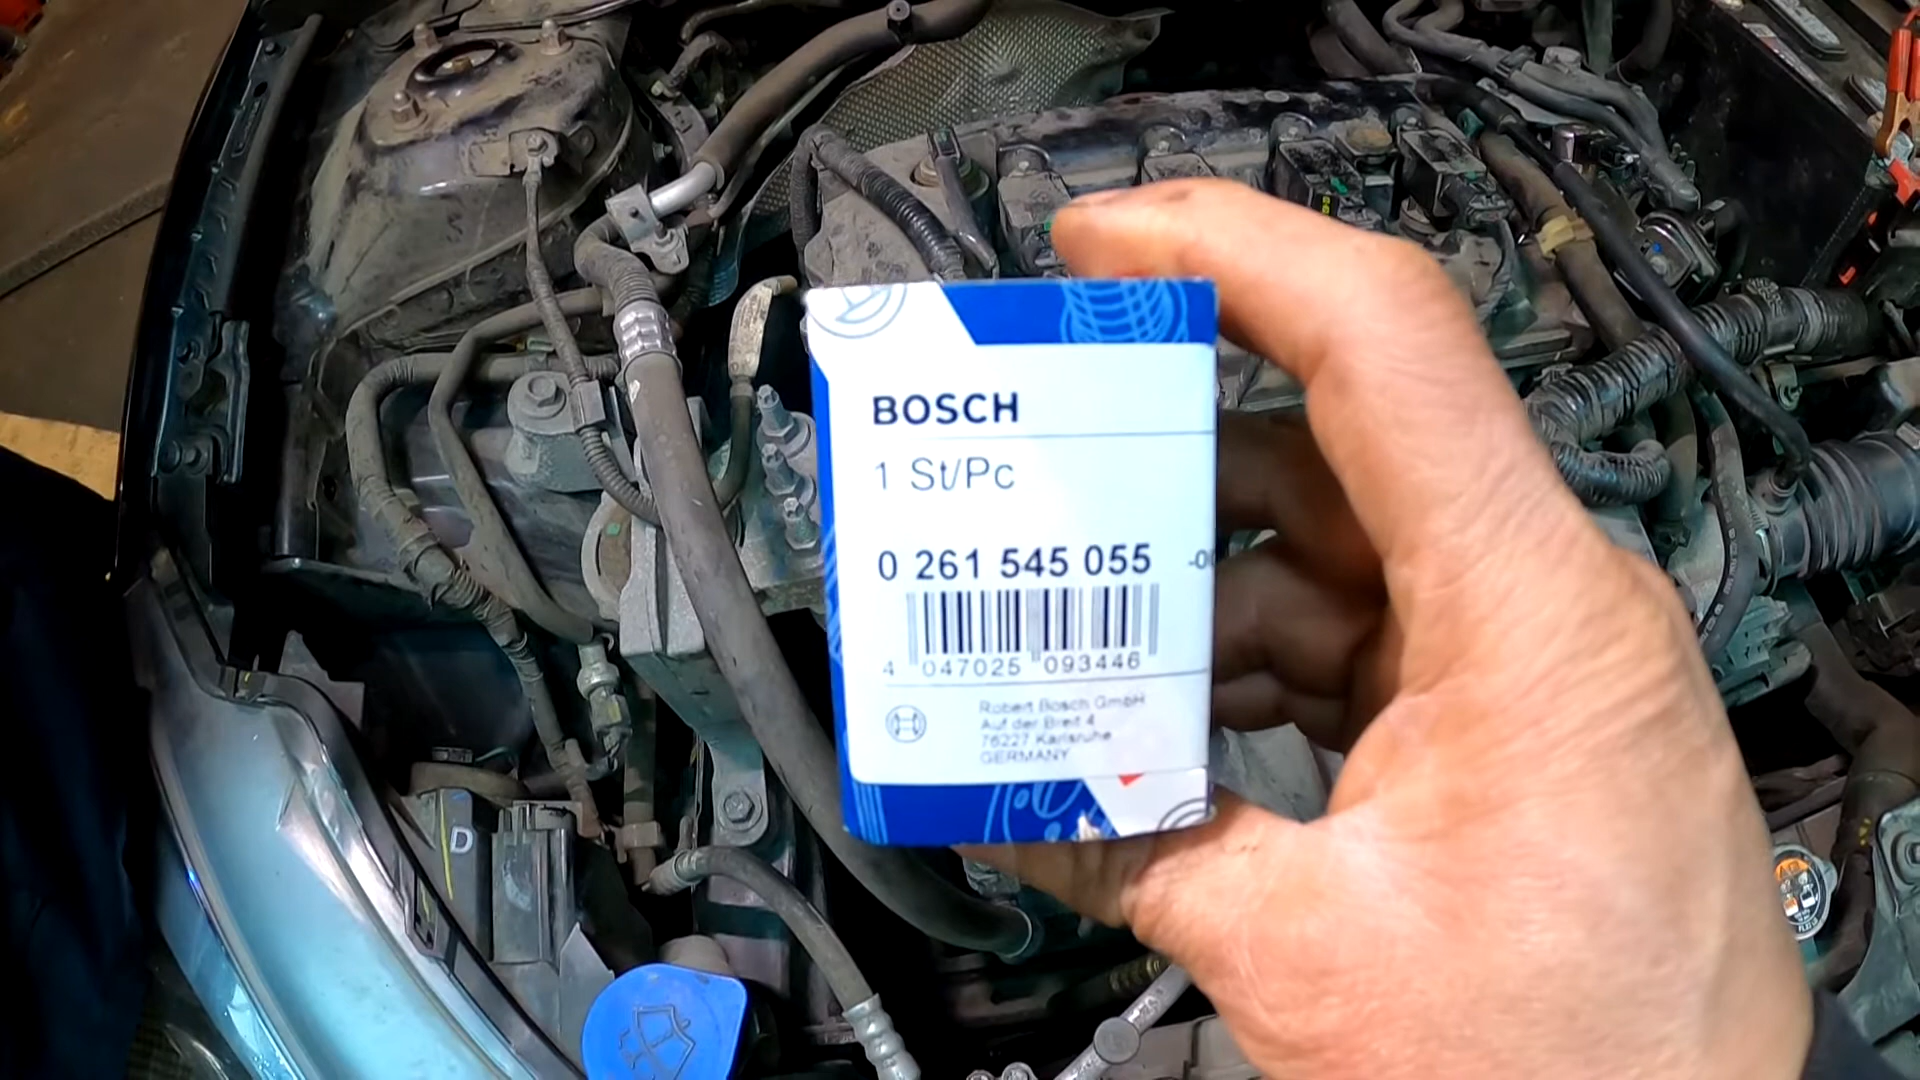 BOSCH
1 St/Pc
0 261 545 055 -00
4 047025 093446
Robert Bosch GmbH
Auf der Breit 4
76227 Karlsruhe
GERMANY
D